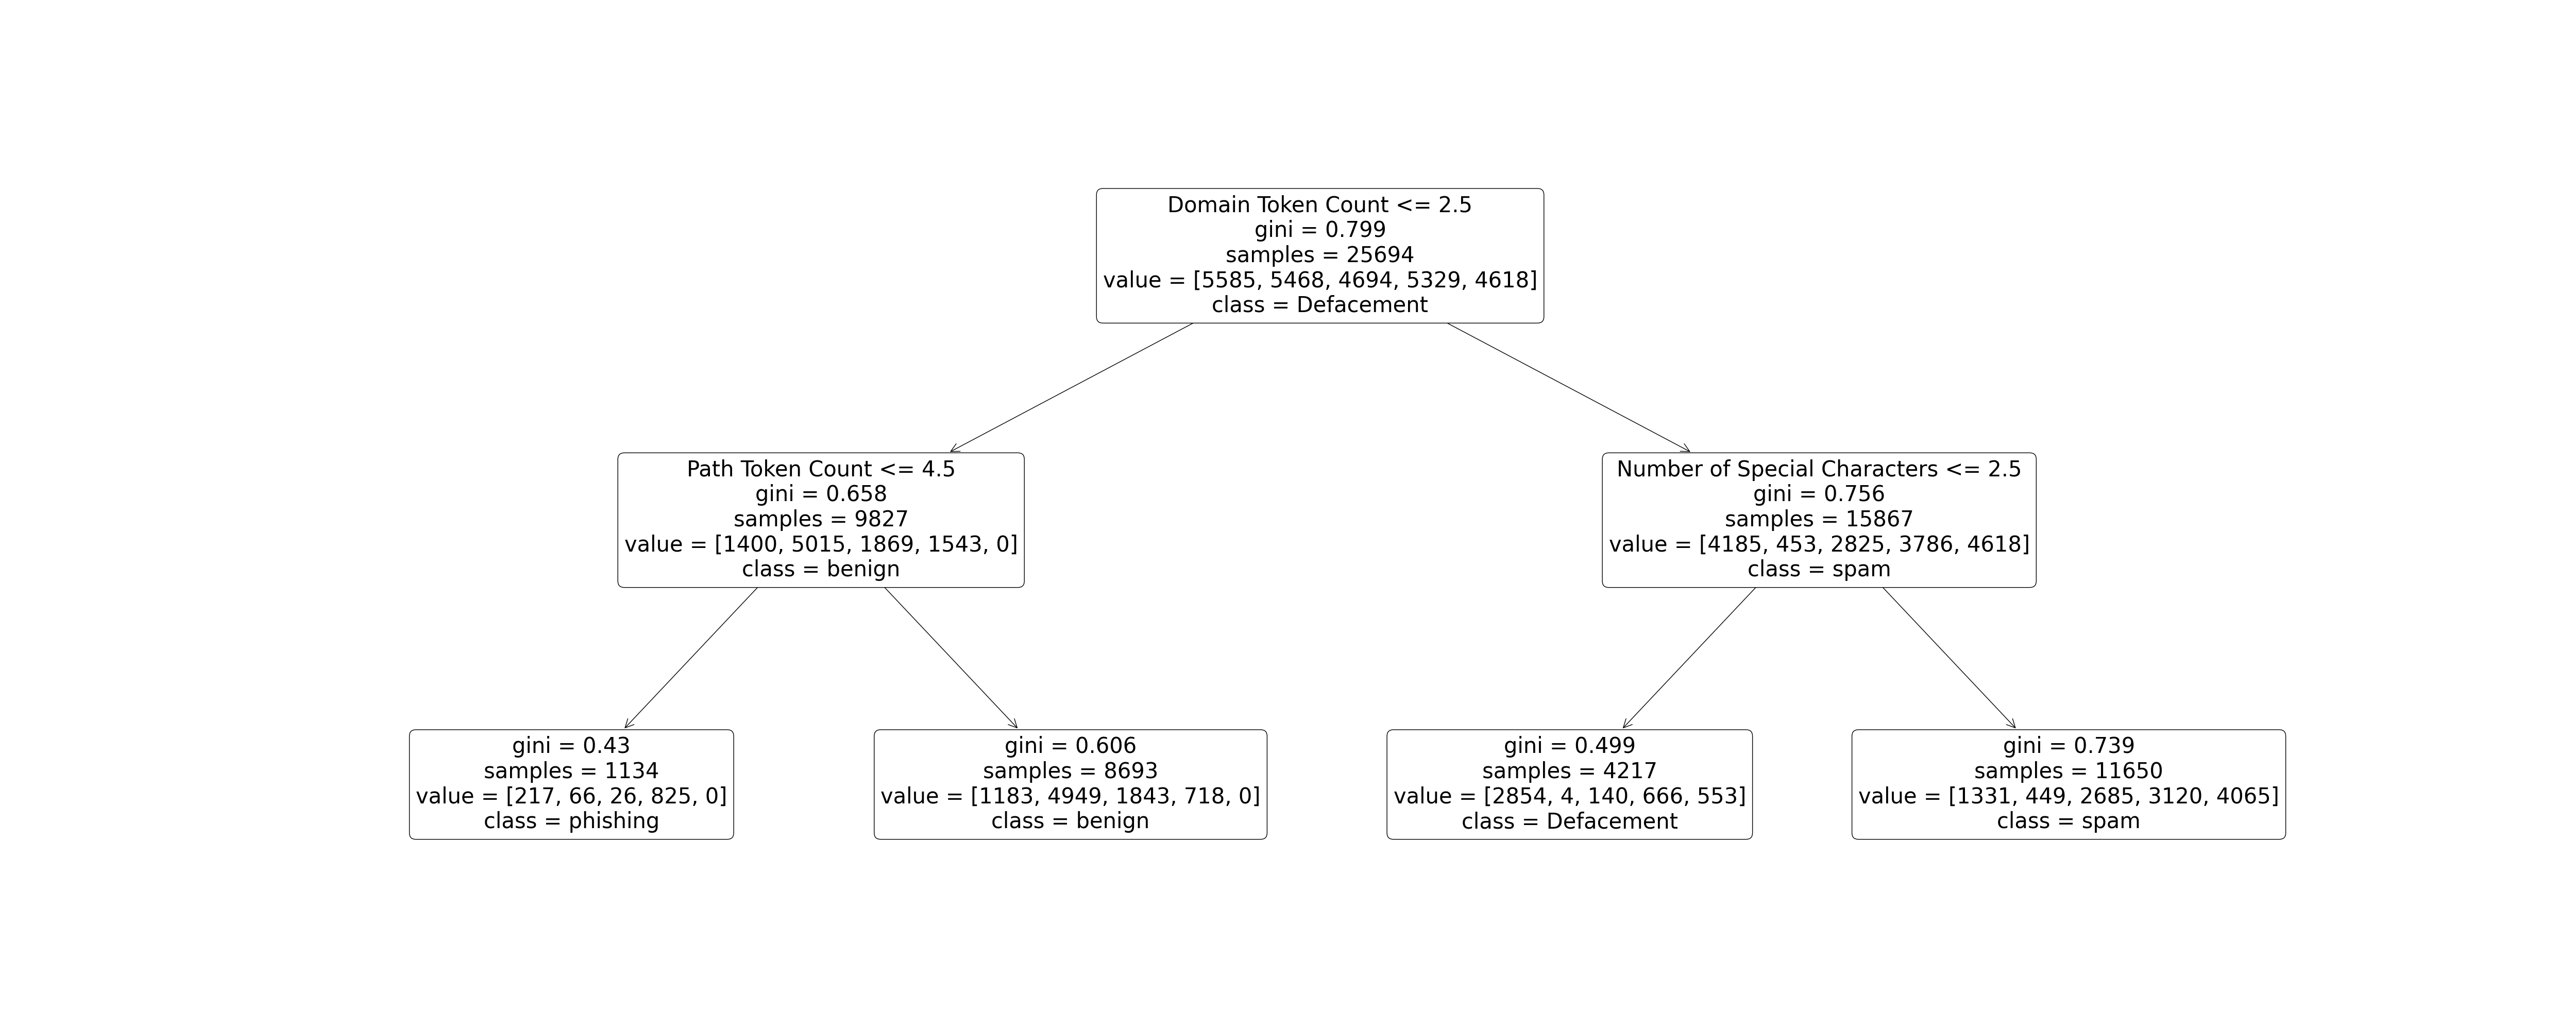 Domain Token Count <= 2.5
gini = 0.799
samples = 25694
value = [5585, 5468, 4694, 5329, 4618]
class = Defacement
Path Token Count <= 4.5
gini = 0.658
samples = 9827
value = [1400, 5015, 1869, 1543, 0]
class = benign
Number of Special Characters <= 2.5
gini = 0.756
samples = 15867
value = [4185, 453, 2825, 3786, 4618]
class = spam
gini = 0.43
samples = 1134
value = [217, 66, 26, 825, 0]
class = phishing
gini = 0.606
samples = 8693
value = [1183, 4949, 1843, 718, 0]
class = benign
gini = 0.499
samples = 4217
value = [2854, 4, 140, 666, 553]
class = Defacement
gini = 0.739
samples = 11650
value = [1331, 449, 2685, 3120, 4065]
class = spam